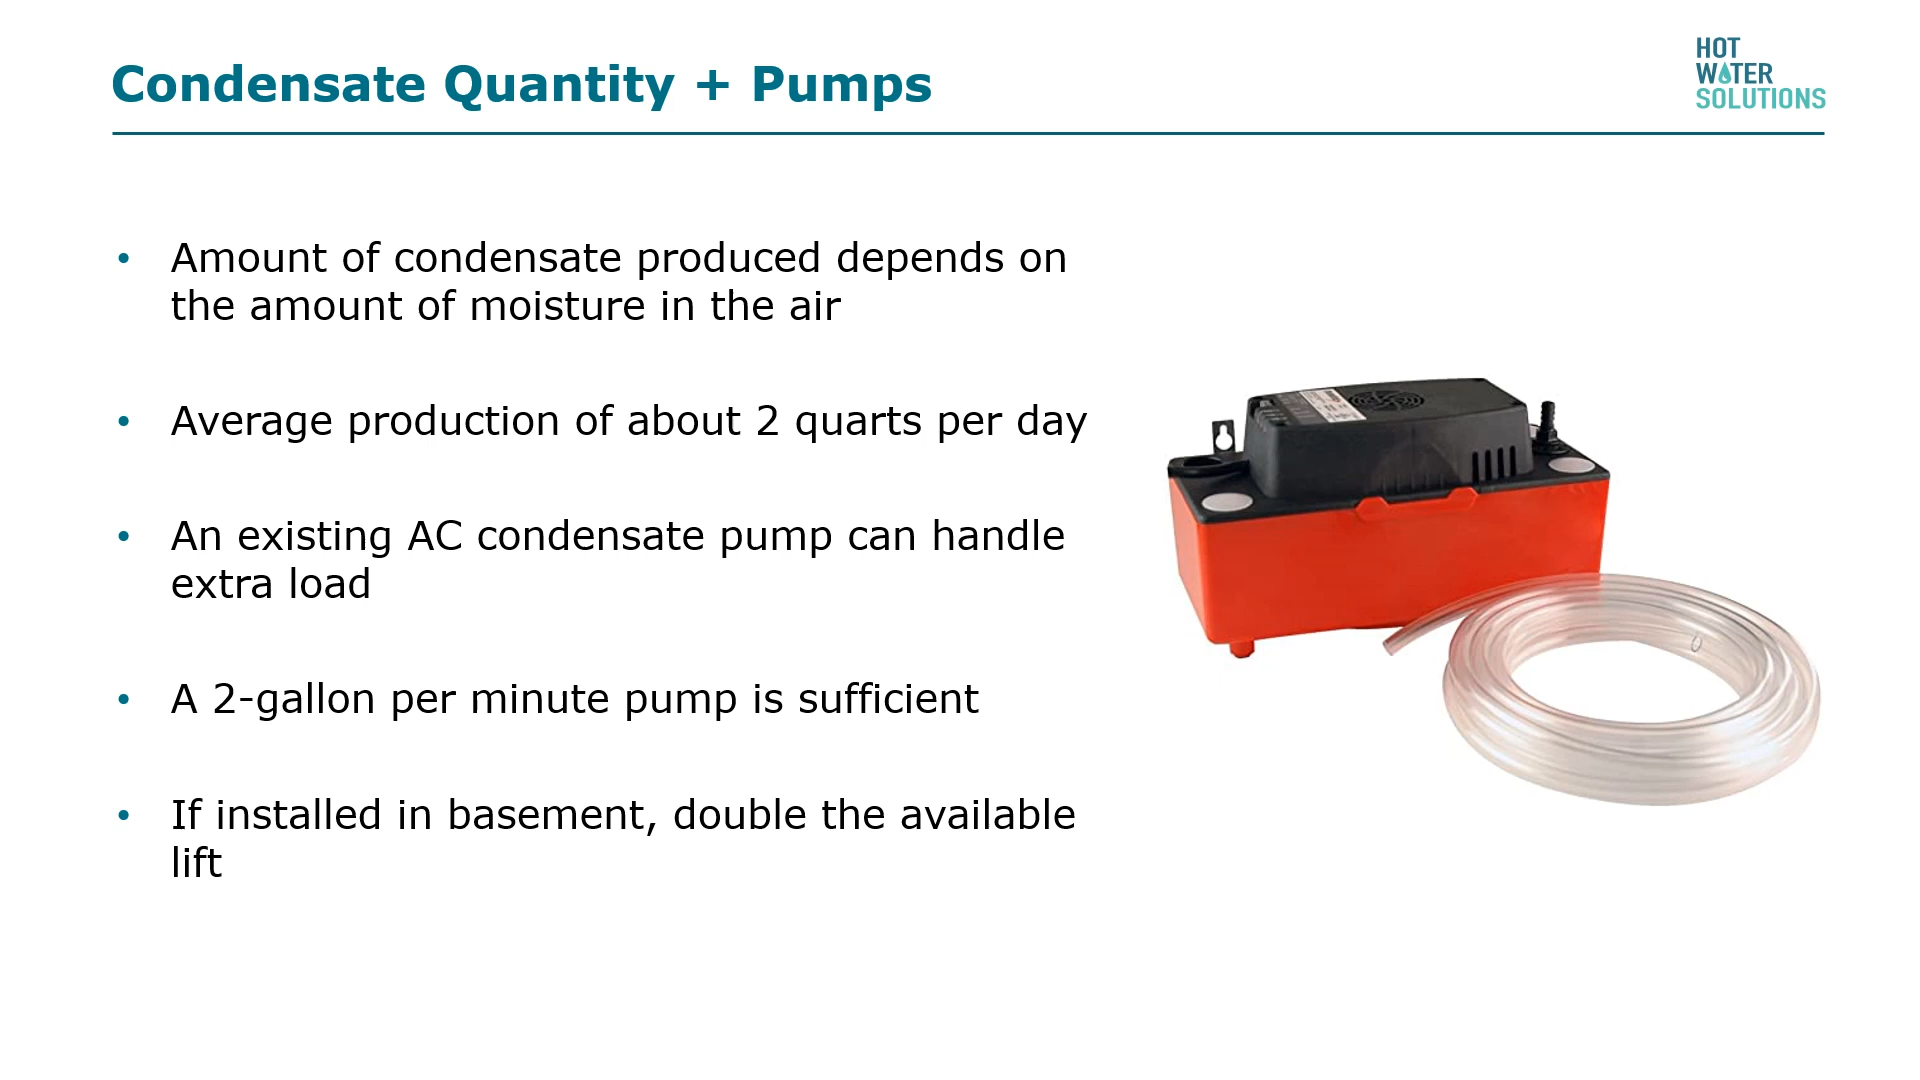 Condensate Quantity + Pumps
HOT
WATER
SOLUTIONS
• Amount of condensate produced depends on
the amount of moisture in the air
• Average production of about 2 quarts per day
• An existing AC condensate pump can handle
extra load
• A 2-gallon per minute pump is sufficient
• If installed in basement, double the available
lift